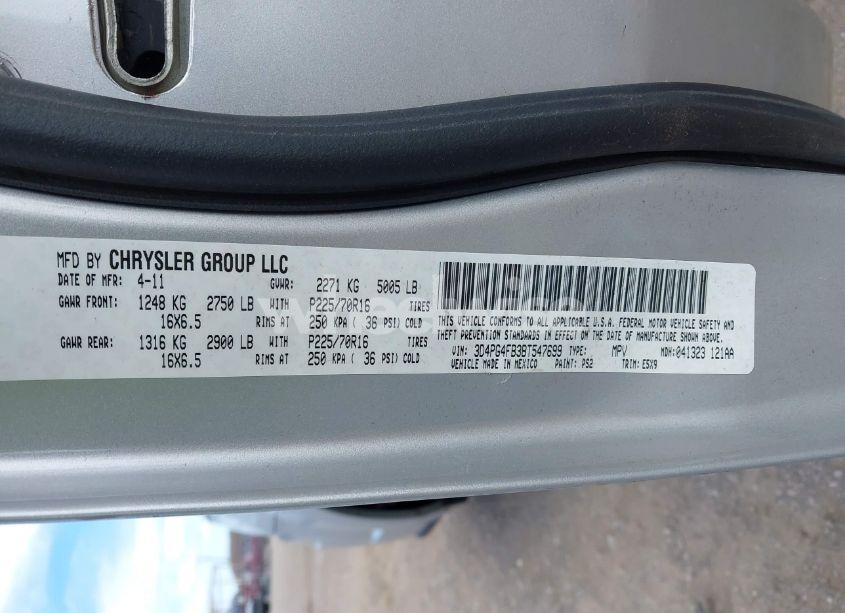 MFD BY CHRYSLER GROUP LLC
DATE OF MFR: 4-11 GVWR: 2271 KG 5005 LB
GAWR FRONT: 1248 KG 2750 LB WITH P225/70R16 TIRES
16X6.5 RIMS AT 250 KPA ( 36 PSI) COLD
GAWR REAR: 1316 KG 2900 LB WITH P225/70R16 TIRES
16X6.5 RIMS AT 250 KPA ( 36 PSI) COLD
THIS VEHICLE CONFORMS TO ALL APPLICABLE U.S.A. FEDERAL MOTOR VEHICLE SAFETY AND
THEFT PREVENTION STANDARDS IN EFFECT ON THE DATE OF MANUFACTURE SHOWN ABOVE.
VIN: 3D4PG4FB3BT547699 TYPE: MPV MDH: 041323 121AA
VEHICLE MADE IN MEXICO PAINT: PS2 TRIM: E5X9